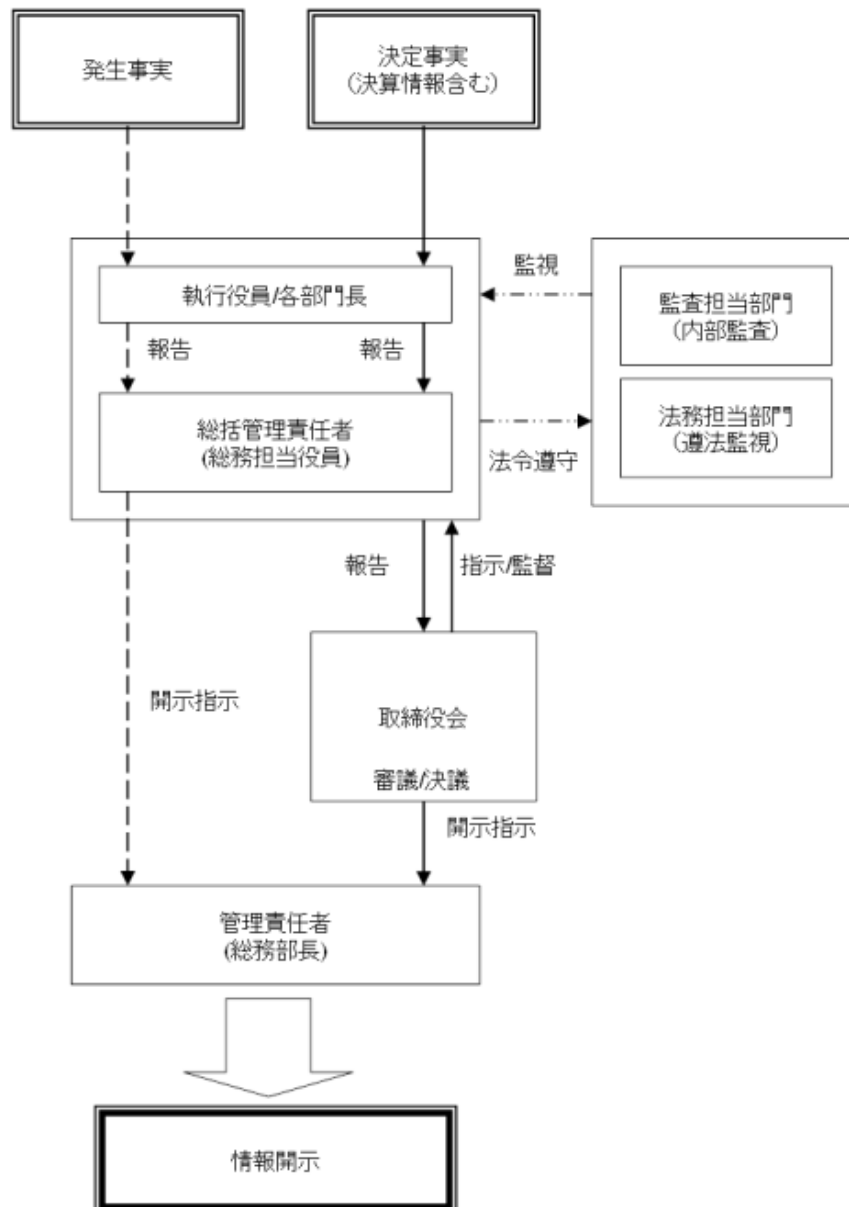 発生事実
決定事実
（決算情報含む）
執行役員/各部門長
監視
監査担当部門
（内部監査）
報告
報告
総括管理責任者
(総務担当役員)
法務担当部門
（遵法監視）
法令遵守
報告
指示/監督
開示指示
取締役会
審議/決議
開示指示
管理責任者
(総務部長)
情報開示